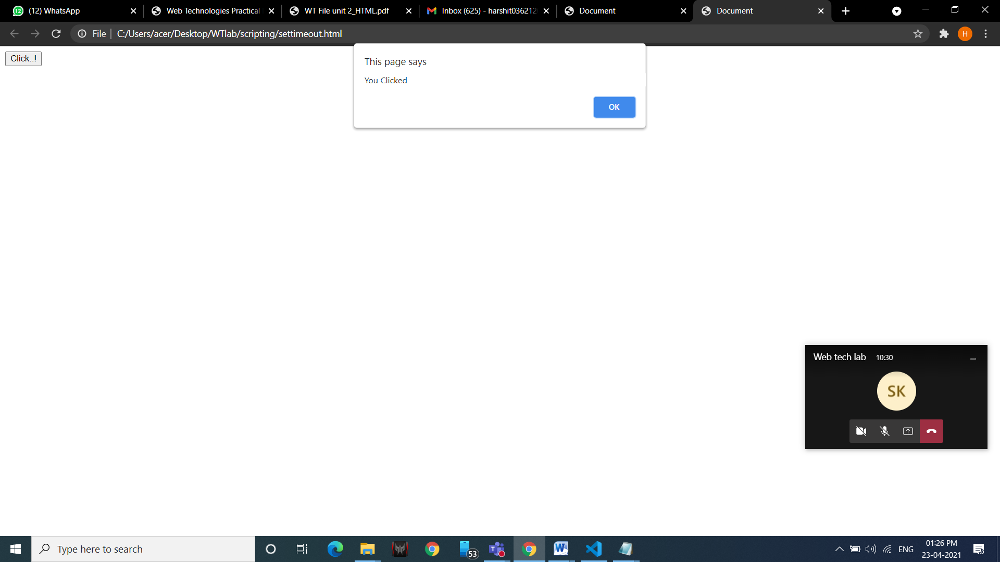 (12) WhatsApp
Web Technologies Practical
WT File unit 2_HTML.pdf
Inbox (625) - harshit036212
Document
Document
File
C:/Users/acer/Desktop/WTlab/scripting/settimeout.html
H
Click..!
This page says
You Clicked
OK
Web tech lab 10:30
SK
Type here to search
53
ENG
01:26 PM
23-04-2021